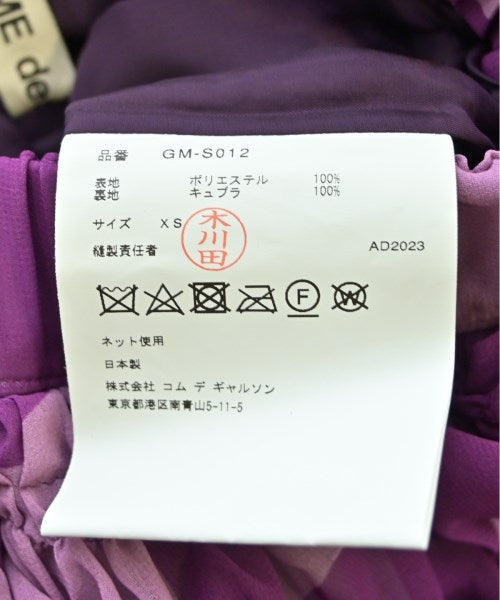 ME de
品番 GM-S012
表地 ポリエステル 100%
裏地 キュプラ 100%
サイズ XS
木川田
縫製責任者 AD2023
F W
ネット使用
日本製
株式会社 コム デ ギャルソン
東京都港区南青山5-11-5